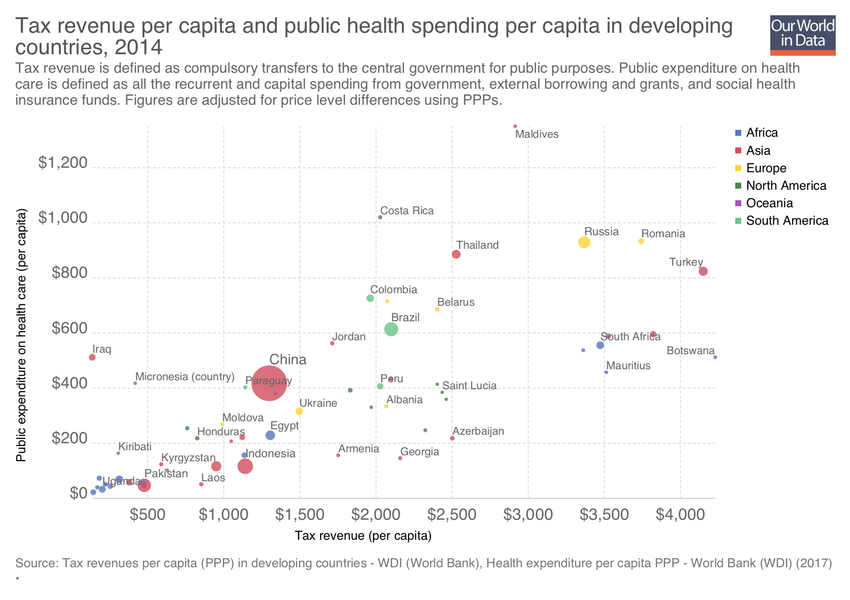 Tax revenue per capita and public health spending per capita in developing
countries, 2014
Our World
in Data
Tax revenue is defined as compulsory transfers to the central government for public purposes. Public expenditure on health
care is defined as all the recurrent and capital spending from government, external borrowing and grants, and social health
insurance funds. Figures are adjusted for price level differences using PPPs.
Africa
Asia
Europe
North America
Oceania
South America
Public expenditure on health care (per capita)
$1,200
$1,000
$800
$600
$400
$200
$0
Maldives
Costa Rica
Russia
Romania
Thailand
Turkey
Colombia
Belarus
Brazil
Jordan
South Africa
Iraq
Botswana
China
Mauritius
Micronesia (country)
Paraguay
Peru
Saint Lucia
Ukraine
Albania
Moldova
Egypt
Honduras
Azerbaijan
Kiribati
Armenia
Georgia
Kyrgyzstan
Indonesia
Pakistan
Laos
Uganda
$500
$1,000
$1,500
$2,000
$2,500
$3,000
$3,500
$4,000
Tax revenue (per capita)
Source: Tax revenues per capita (PPP) in developing countries - WDI (World Bank), Health expenditure per capita PPP - World Bank (WDI) (2017)
•